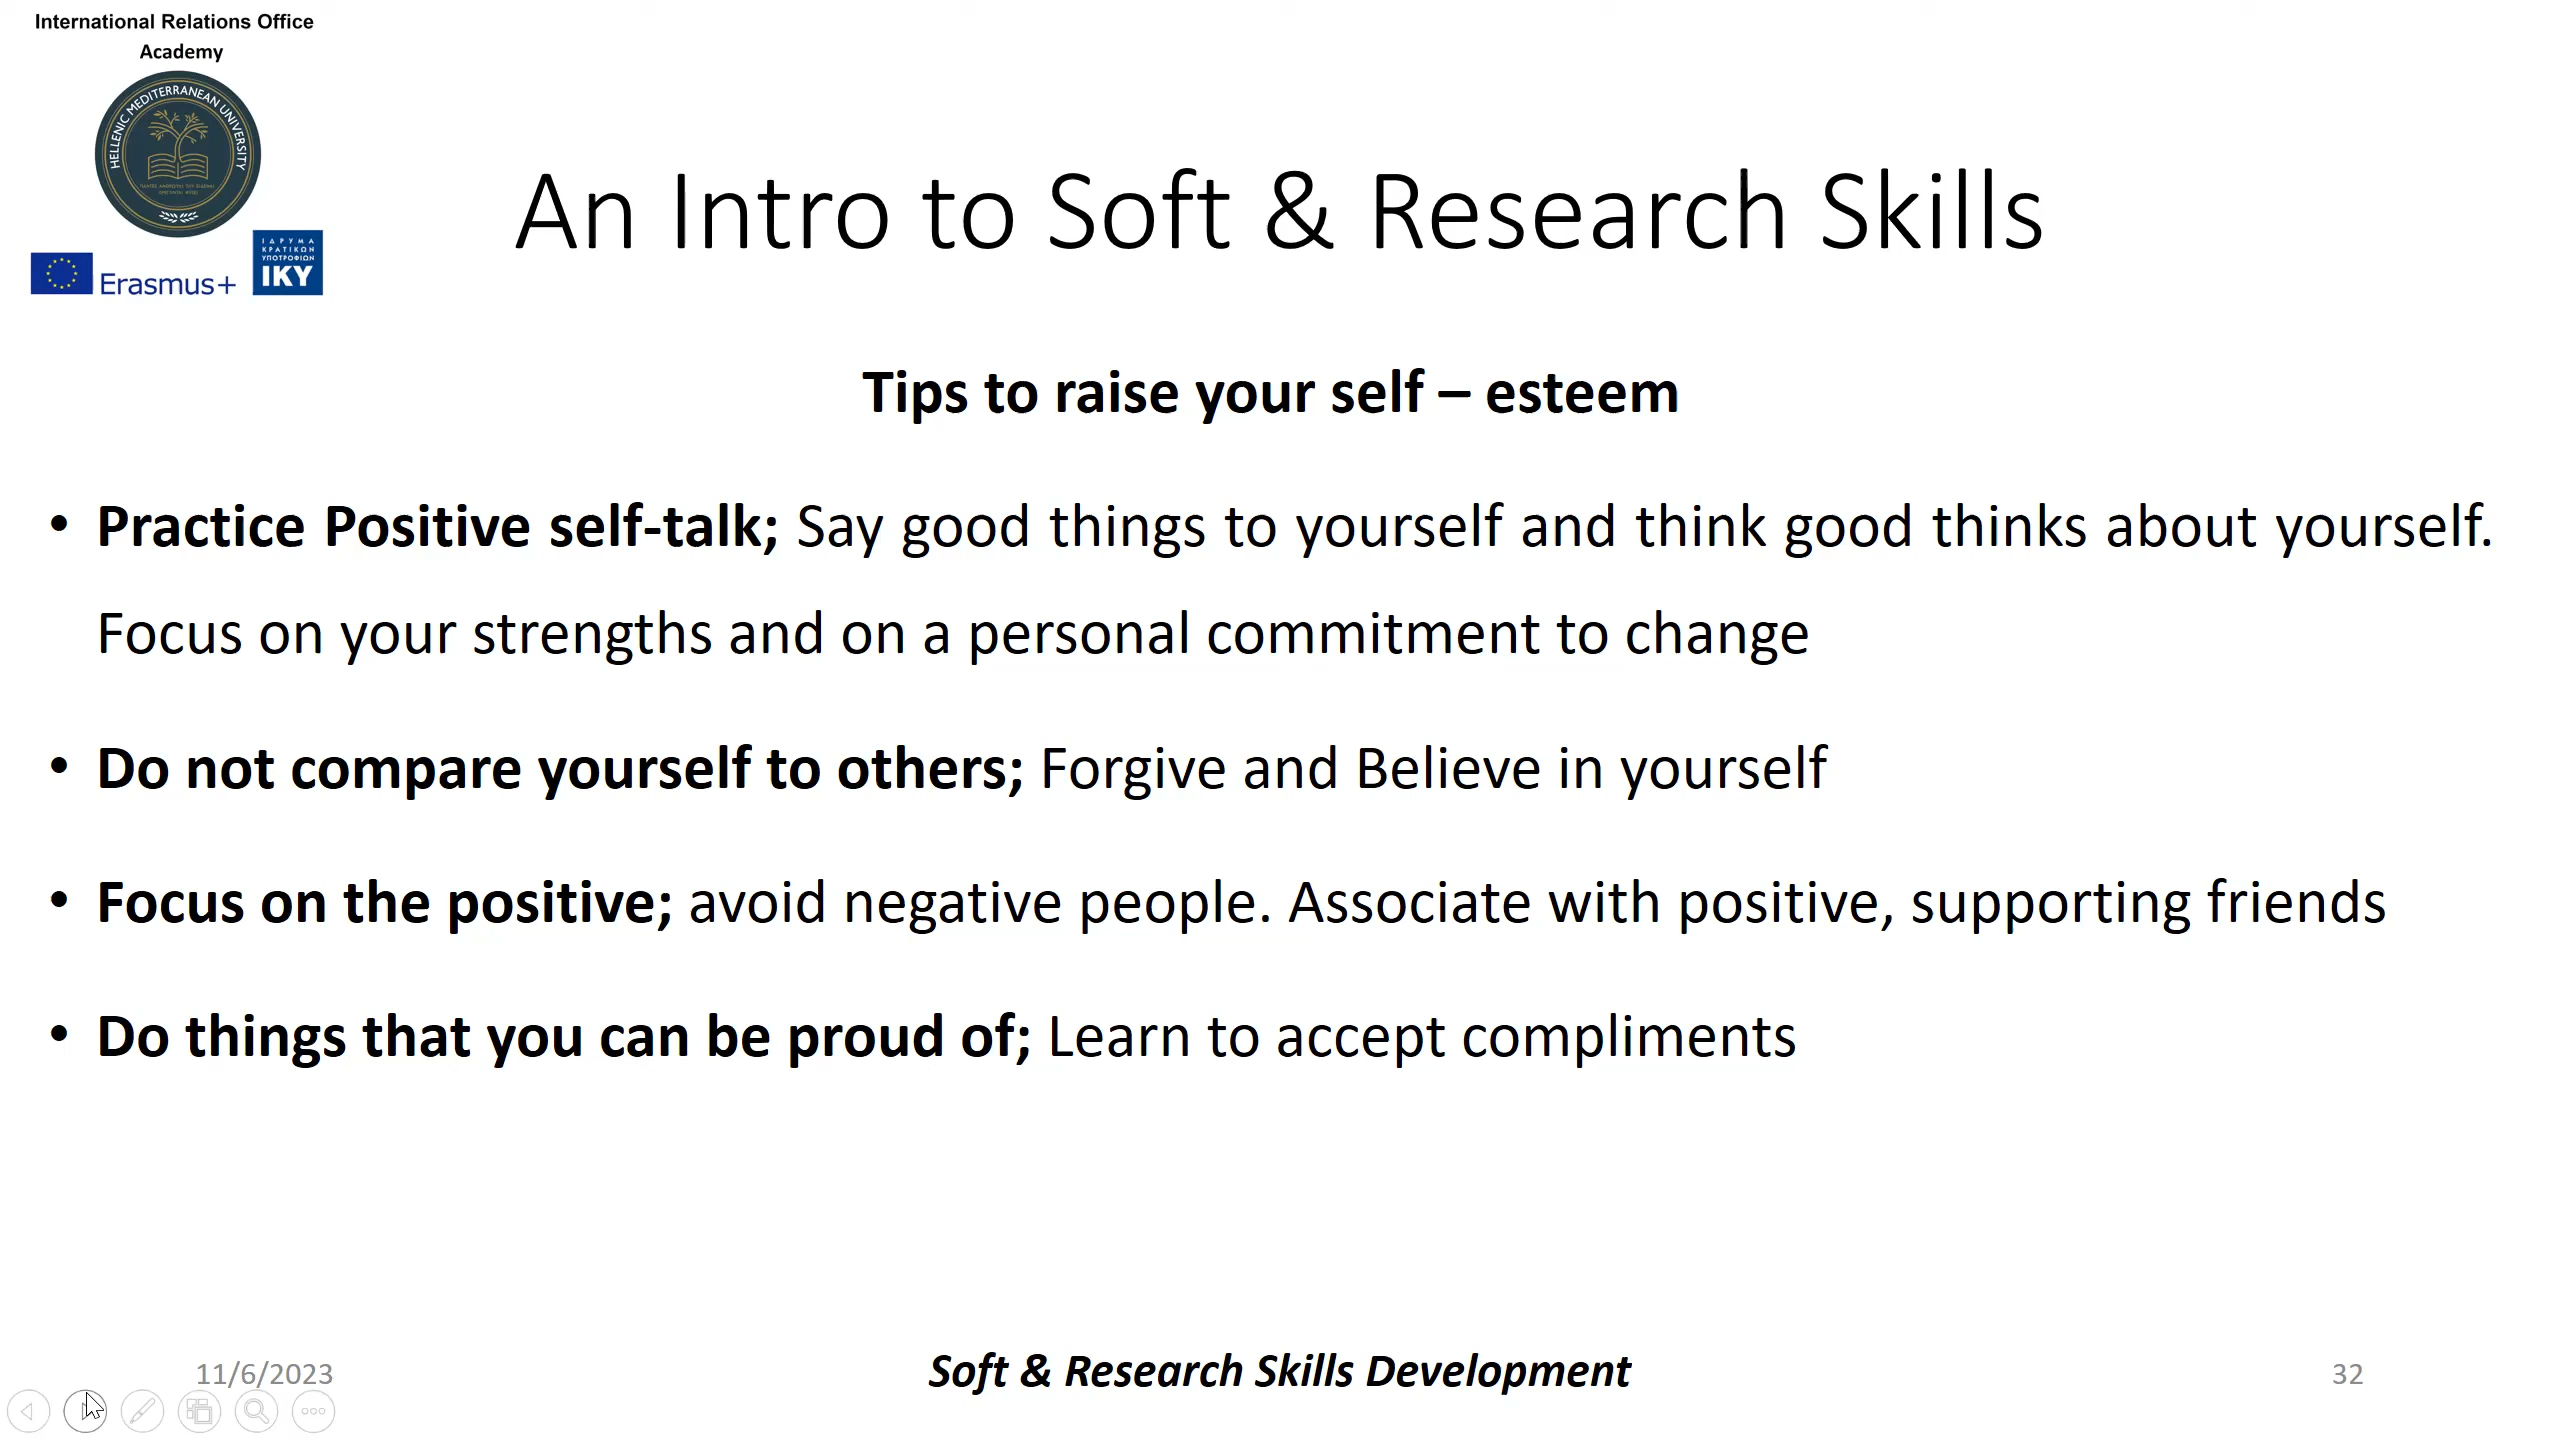 International Relations Office
Academy
HELLENIC MEDITERRANEAN UNIVERSITY
Erasmus+
ΙΔΡΥΜΑ
ΚΡΑΤΙΚΩΝ
ΥΠΟΤΡΟΦΙΩΝ
IKY
An Intro to Soft & Research Skills
Tips to raise your self – esteem
• Practice Positive self-talk; Say good things to yourself and think good thinks about yourself.
Focus on your strengths and on a personal commitment to change
• Do not compare yourself to others; Forgive and Believe in yourself
• Focus on the positive; avoid negative people. Associate with positive, supporting friends
• Do things that you can be proud of; Learn to accept compliments
11/6/2023
Soft & Research Skills Development
32